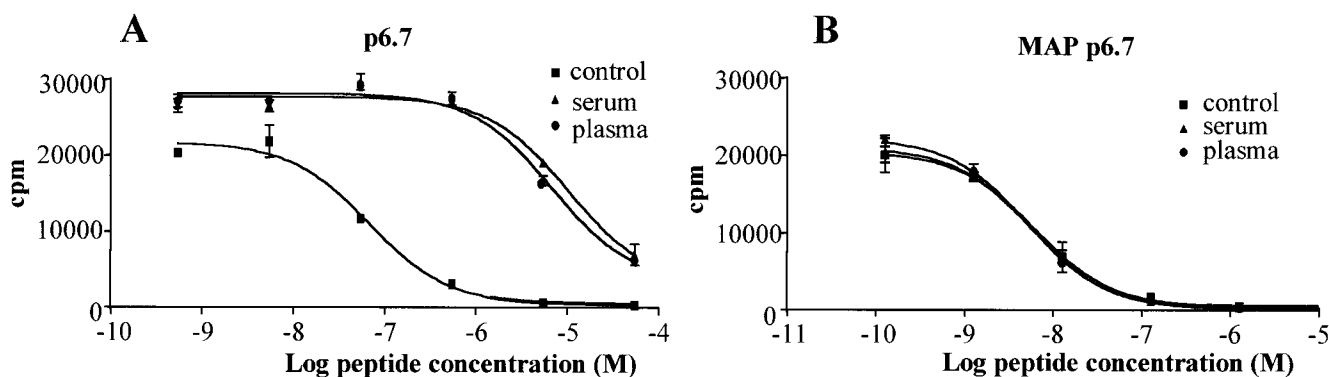 A
p6.7
30000
20000
10000
0
cpm
control
serum
plasma
-10 -9 -8 -7 -6 -5 -4
Log peptide concentration (M)
B
MAP p6.7
30000
20000
10000
0
cpm
control
serum
plasma
-11 -10 -9 -8 -7 -6 -5
Log peptide concentration (M)